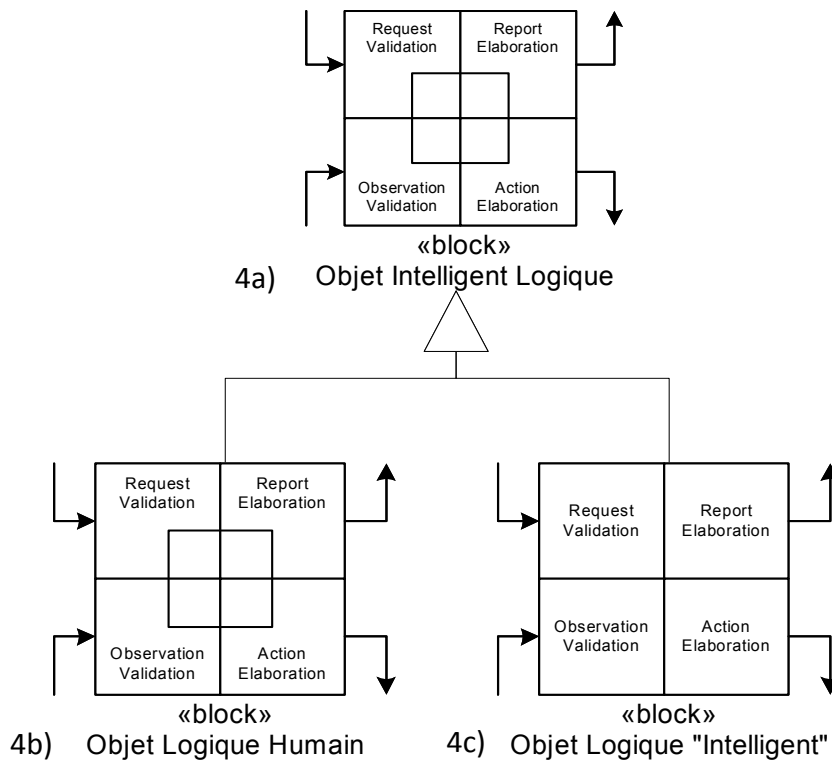 Request Report
Validation Elaboration
Observation Action
Validation Elaboration
«block»
4a) Objet Intelligent Logique
Request Report
Validation Elaboration
Observation Action
Validation Elaboration
«block»
4b) Objet Logique Humain
Request Report
Validation Elaboration
Observation Action
Validation Elaboration
«block»
4c) Objet Logique "Intelligent"